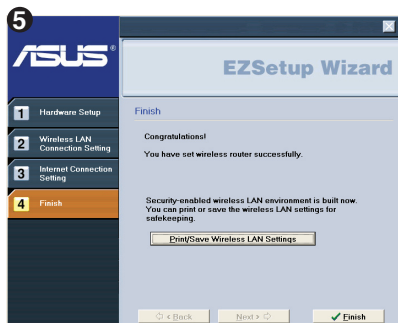 5
ASUS®
EZSetup Wizard
1 Hardware Setup
2 Wireless LAN
Connection Setting
3 Internet Connection
Setting
4 Finish
Finish
Congratulations!
You have set wireless router successfully.
Security-enabled wireless LAN environment is built now.
You can print or save the wireless LAN settings for
safekeeping.
Print/Save Wireless LAN Settings
< Back
Next >
Finish